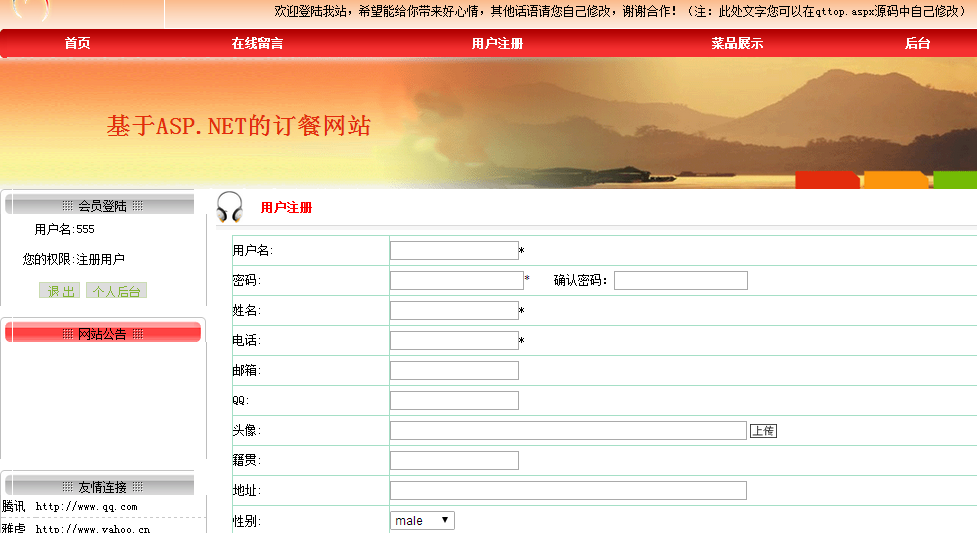 欢迎登陆我站，希望能给你带来好心情，其他话语请您自己修改，谢谢合作！（注：此处文字您可以在qttop.aspx源码中自己修改）
首页 在线留言 用户注册 菜品展示 后台
基于ASP.NET的订餐网站
会员登陆
用户名:555
您的权限:注册用户
退出 个人后台
网站公告
友情连接
腾讯 http://www.qq.com
雅虎 http://www.yahoo.cn
用户注册
用户名: *
密码: * 确认密码:
姓名: *
电话: *
邮箱:
QQ:
头像: 上传
籍贯:
地址:
性别: male